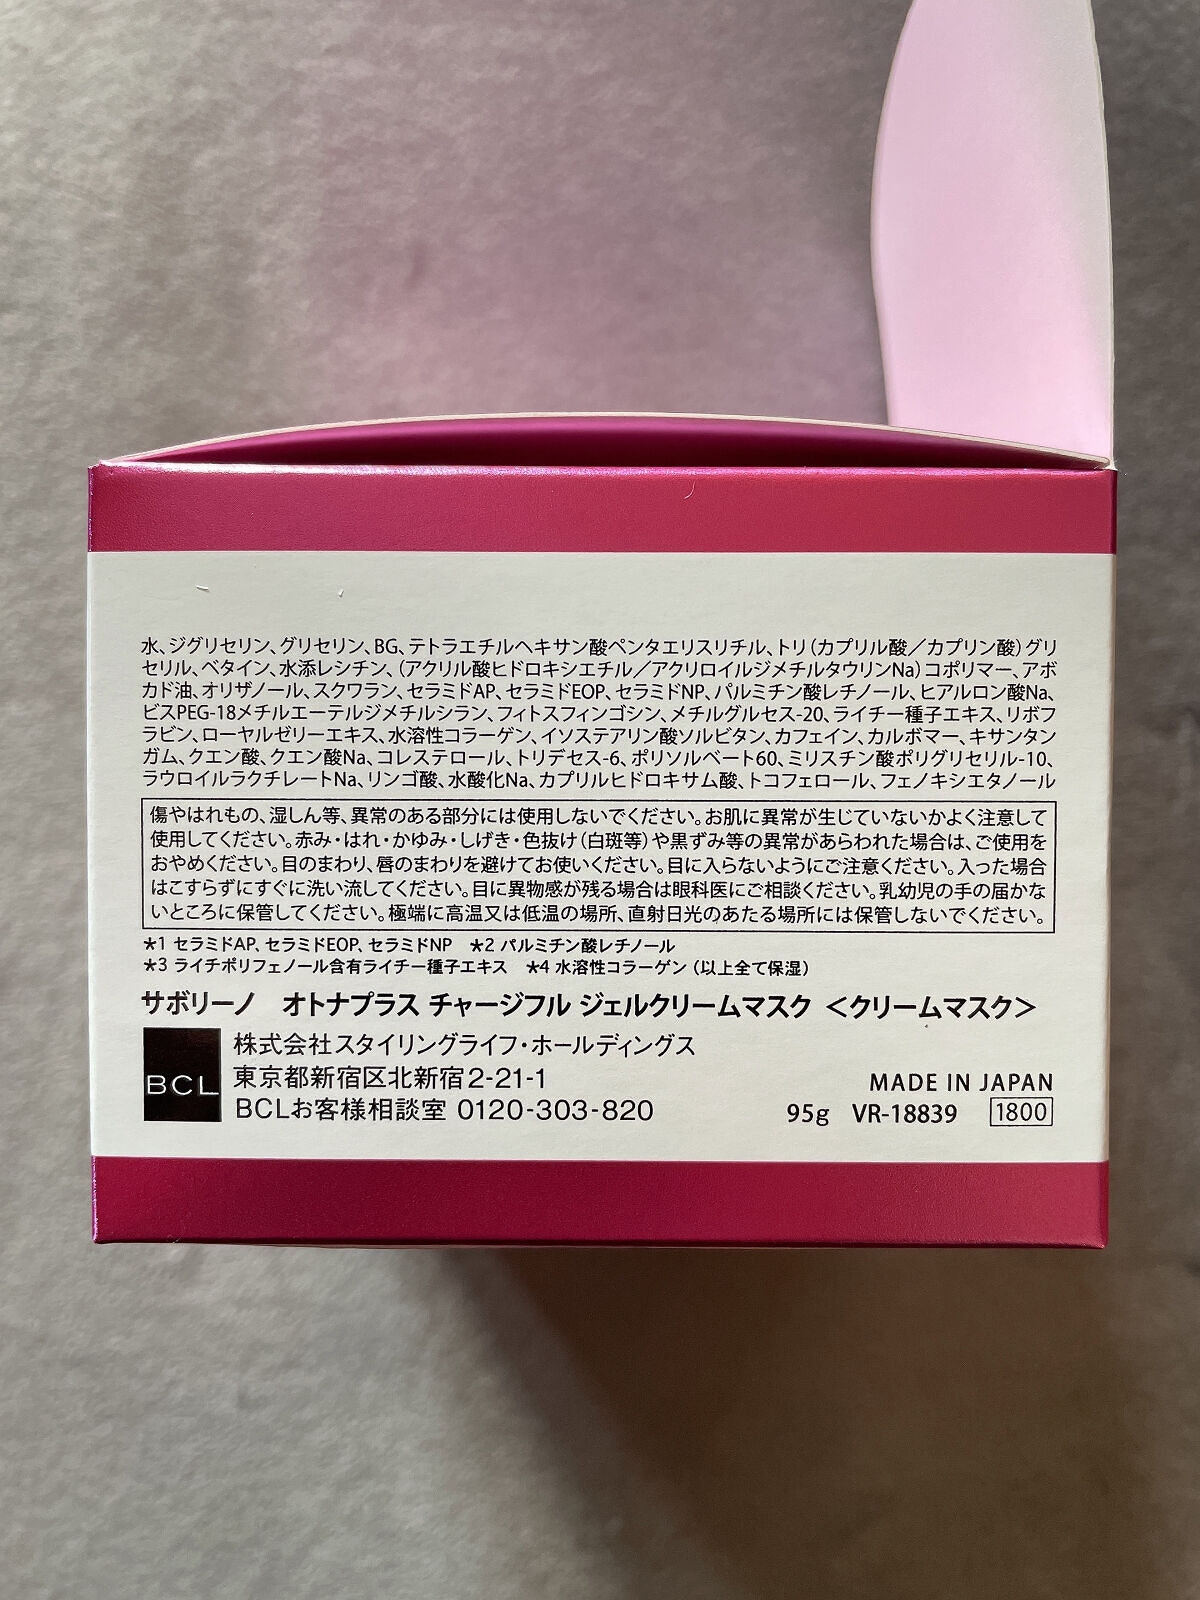 水、ジグリセリン、グリセリン、BG、テトラエチルヘキサン酸ペンタエリスリチル、トリ（カプリル酸／カプリン酸）グリ
セリル、ベタイン、水添レシチン、（アクリル酸ヒドロキシエチル／アクリロイルジメチルタウリンNa）コポリマー、アボ
カド油、オリザノール、スクワラン、セラミドAP、セラミドEOP、セラミドNP、パルミチン酸レチノール、ヒアルロン酸Na、
ビスPEG-18メチルエーテルジメチルシラン、フィトスフィンゴシン、メチルグルセス-20、ライチー種子エキス、リボフ
ラビン、ローヤルゼリーエキス、水溶性コラーゲン、イソステアリン酸ソルビタン、カフェイン、カルボマー、キサンタン
ガム、クエン酸、クエン酸Na、コレステロール、トリデセス-6、ポリソルベート60、ミリスチン酸ポリグリセリル-10、
ラウロイルラクチレートNa、リンゴ酸、水酸化Na、カプリルヒドロキサム酸、トコフェロール、フェノキシエタノール
傷やはれもの、湿しん等、異常のある部分には使用しないでください。お肌に異常が生じていないかよく注意して
使用してください。赤み・はれ・かゆみ・しげき・色抜け（白斑等）や黒ずみ等の異常があらわれた場合は、ご使用を
おやめください。目のまわり、唇のまわりを避けてお使いください。目に入らないようにご注意ください。入った場合
はこすらずにすぐに洗い流してください。目に異物感が残る場合は眼科医にご相談ください。乳幼児の手の届かな
いところに保管してください。極端に高温又は低温の場所、直射日光のあたる場所には保管しないでください。
★1 セラミドAP、セラミドEOP、セラミドNP ★2 パルミチン酸レチノール
★3 ライチポリフェノール含有ライチー種子エキス ★4 水溶性コラーゲン（以上全て保湿）
サボリーノ オトナプラス チャージフル ジェルクリームマスク ＜クリームマスク＞
BCL
株式会社スタイリングライフ・ホールディングス
東京都新宿区北新宿2-21-1
BCLお客様相談室 0120-303-820
MADE IN JAPAN
95g VR-18839 1800